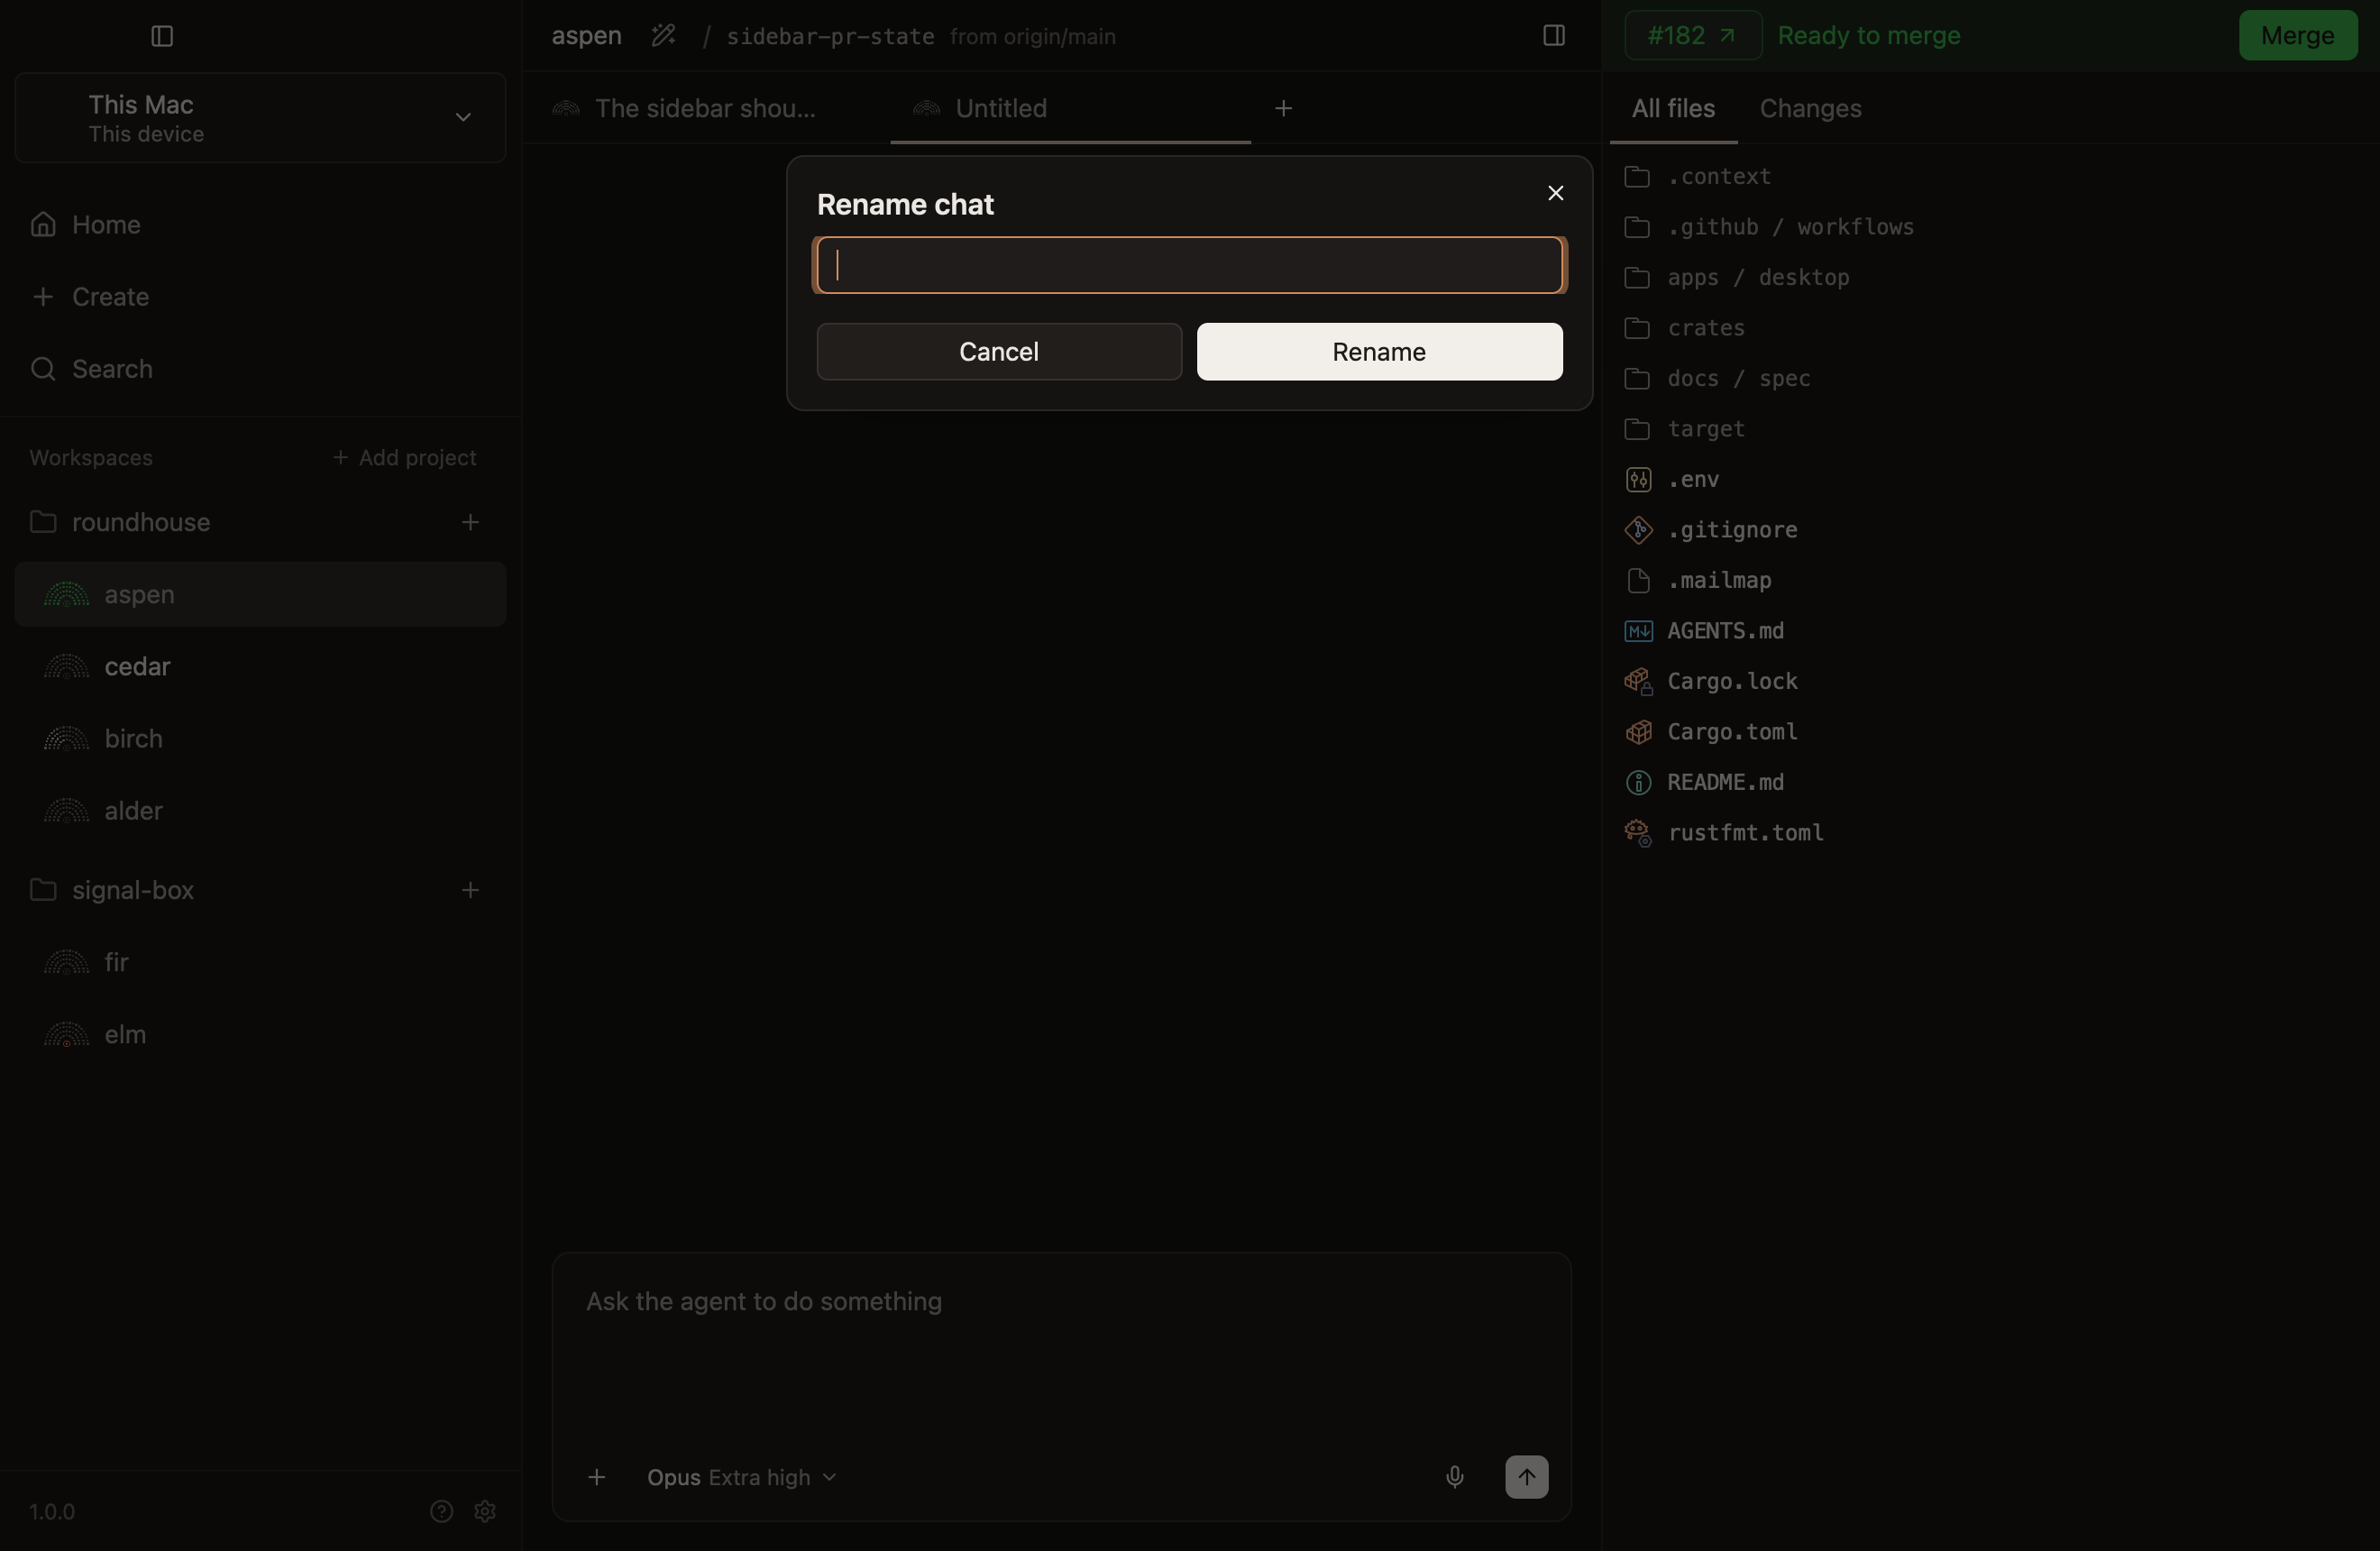 This Mac
This device
Home
Create
Search
Workspaces
Add project
roundhouse
aspen
cedar
birch
alder
signal-box
fir
elm
1.0.0
aspen / sidebar-pr-state from origin/main
The sidebar shou...
Untitled
Rename chat
Cancel
Rename
Ask the agent to do something
Opus Extra high
#182
Ready to merge
Merge
All files
Changes
.context
.github / workflows
apps / desktop
crates
docs / spec
target
.env
.gitignore
.mailmap
AGENTS.md
Cargo.lock
Cargo.toml
README.md
rustfmt.toml